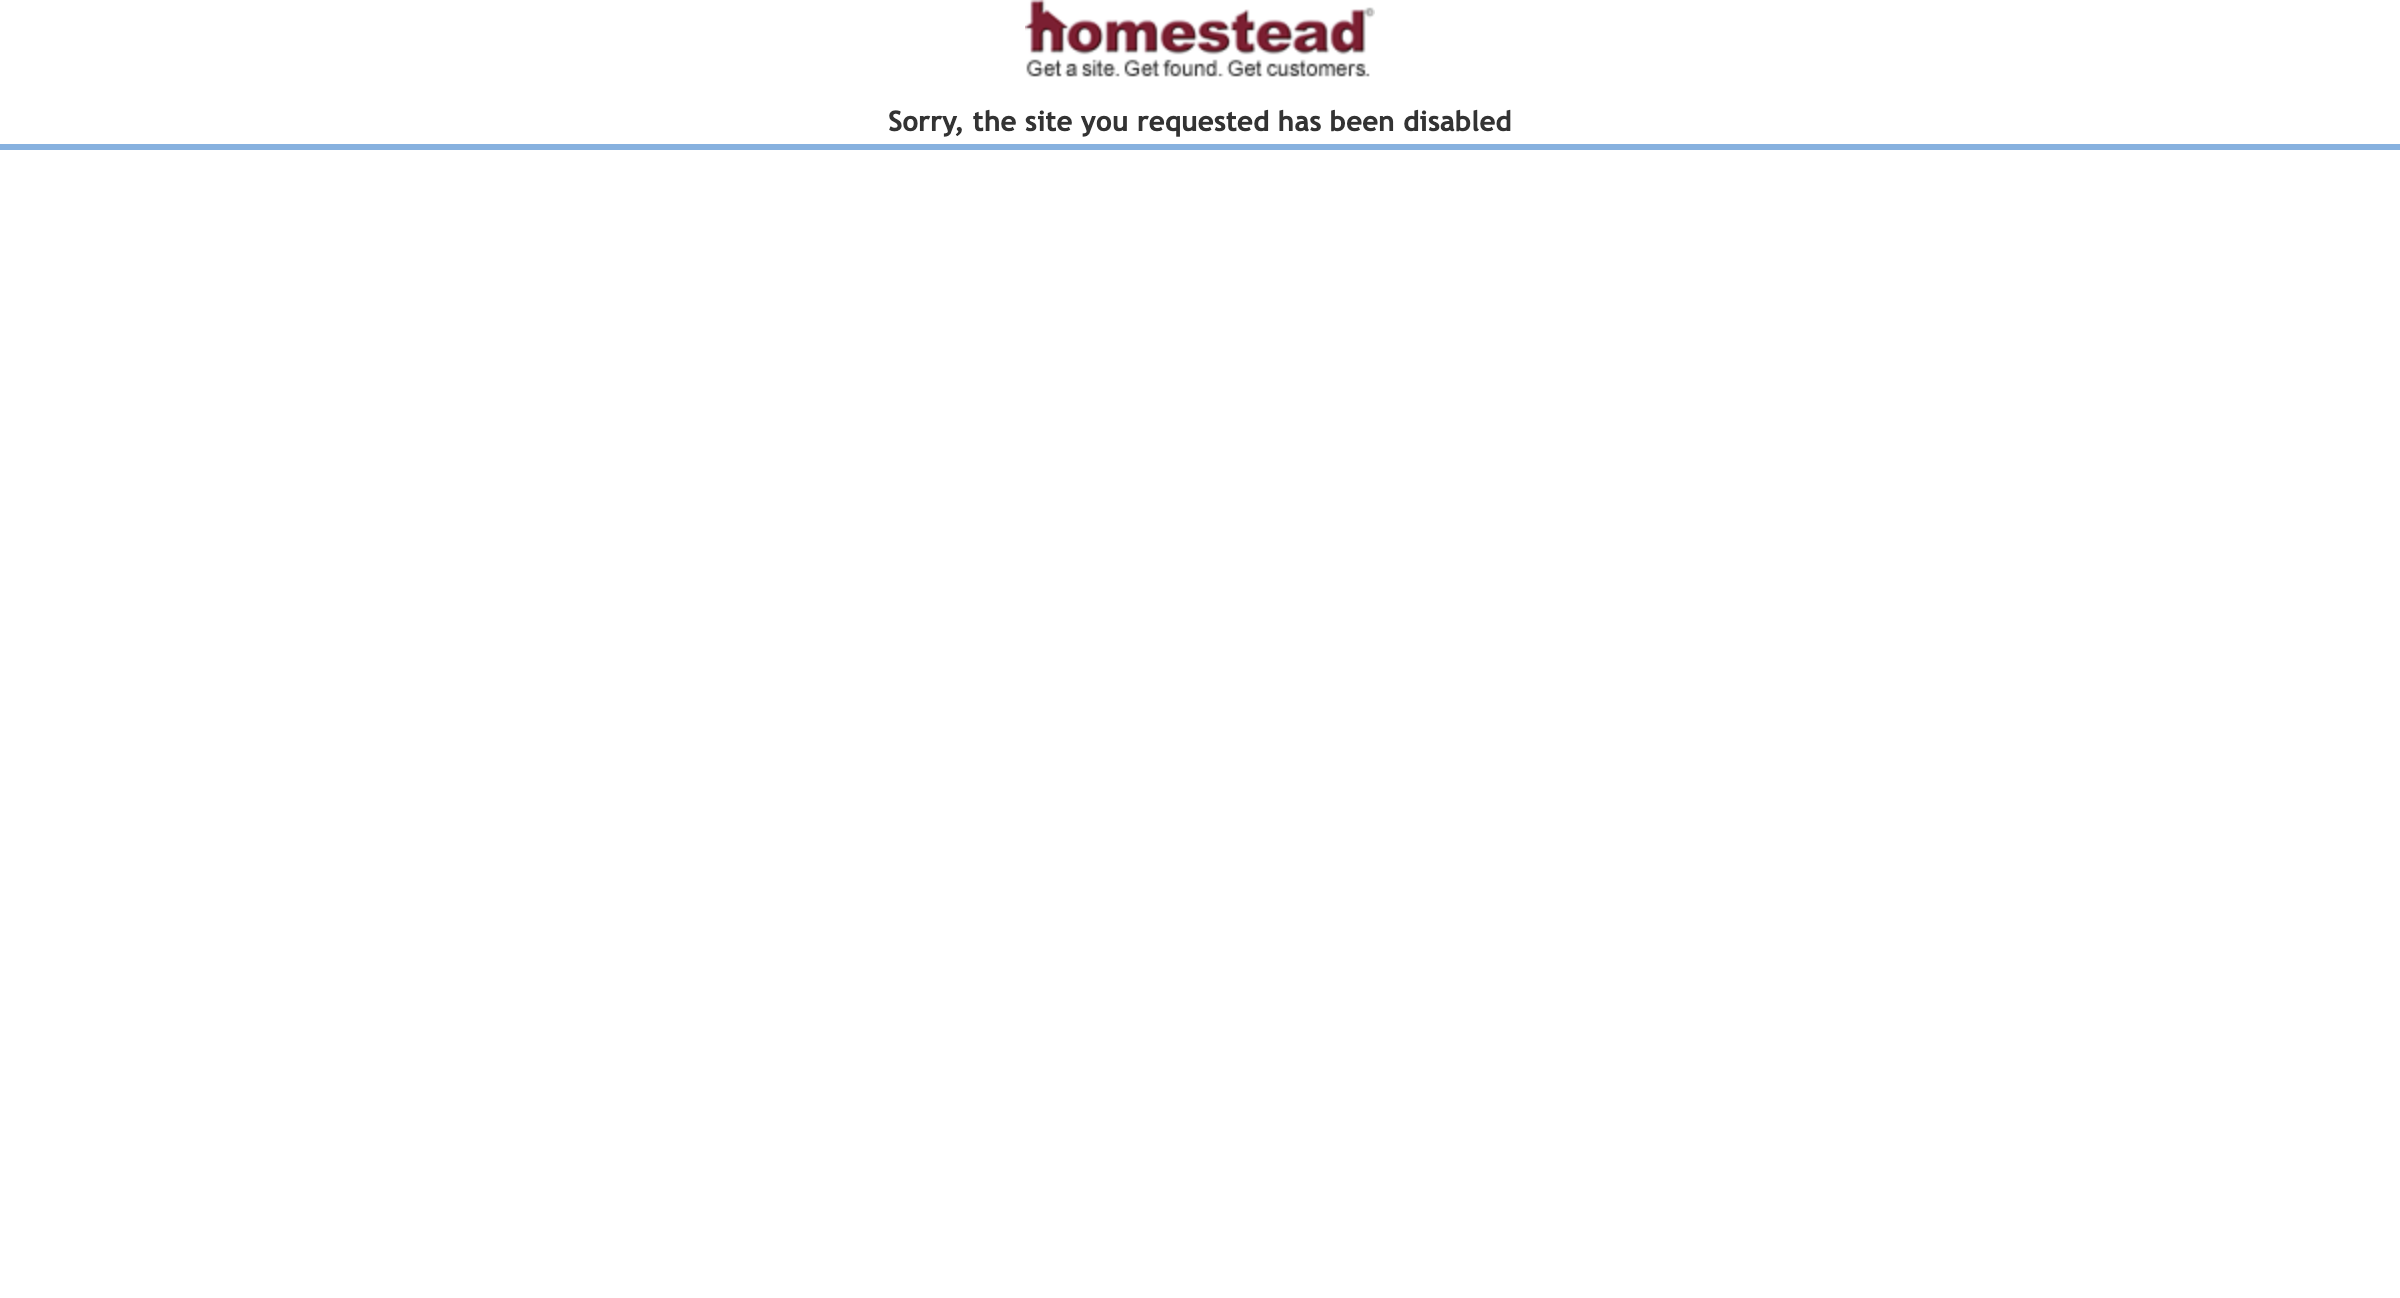 homestead
Get a site. Get found. Get customers.
Sorry, the site you requested has been disabled